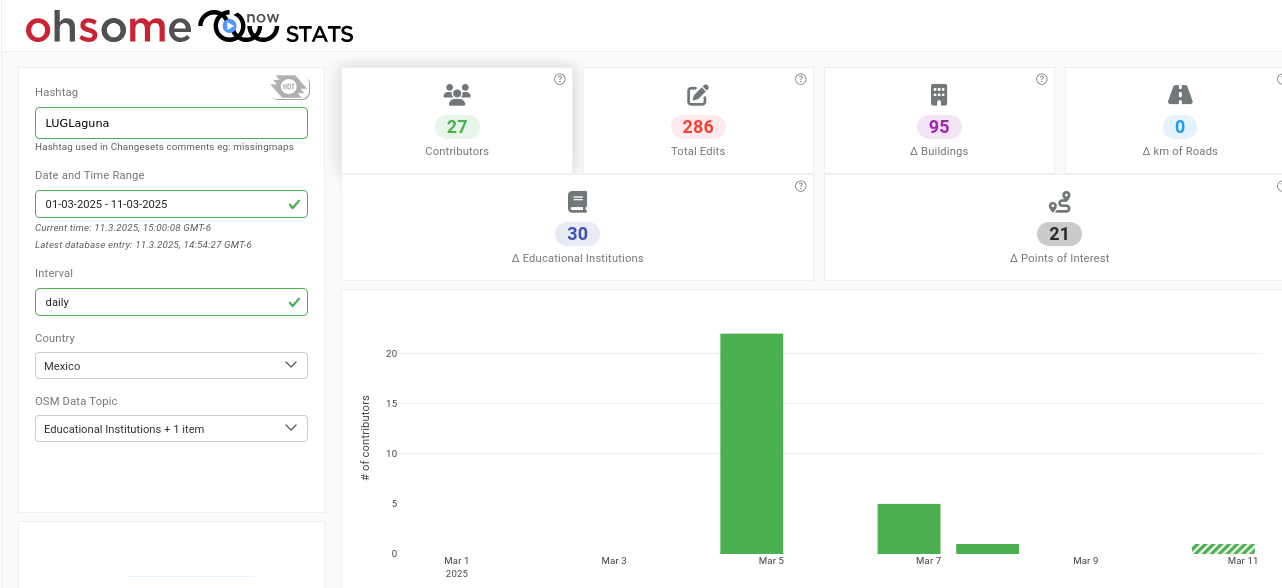 ohsome now STATS
Hashtag
HOT
LUGLaguna
Hashtag used in Changesets comments eg: missingmaps
Date and Time Range
01-03-2025 - 11-03-2025
Current time: 11.3.2025, 15:00:08 GMT-6
Latest database entry: 11.3.2025, 14:54:27 GMT-6
Interval
daily
Country
Mexico
OSM Data Topic
Educational Institutions + 1 item
27
Contributors
286
Total Edits
95
Δ Buildings
0
Δ km of Roads
30
Δ Educational Institutions
21
Δ Points of Interest
# of contributors
20
15
10
5
0
Mar 1
2025
Mar 3
Mar 5
Mar 7
Mar 9
Mar 11